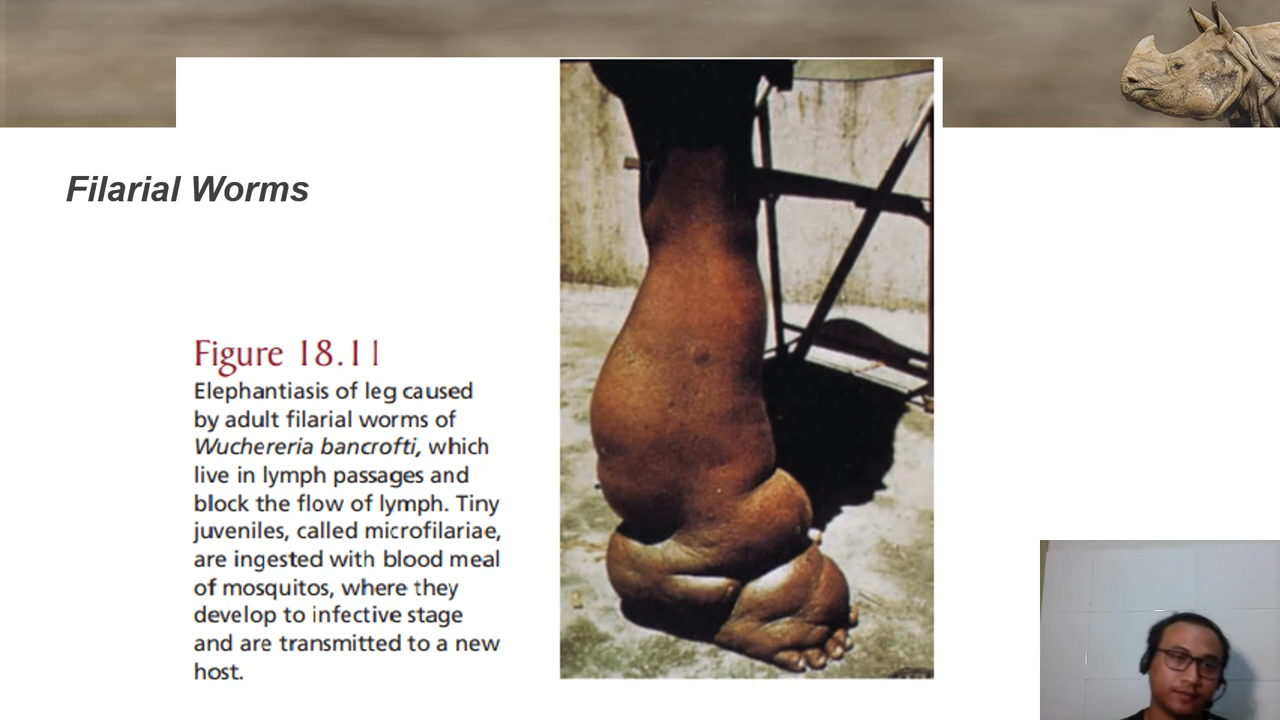 Filarial Worms
Figure 18.11
Elephantiasis of leg caused
by adult filarial worms of
Wuchereria bancrofti, which
live in lymph passages and
block the flow of lymph. Tiny
juveniles, called microfilariae,
are ingested with blood meal
of mosquitos, where they
develop to infective stage
and are transmitted to a new
host.